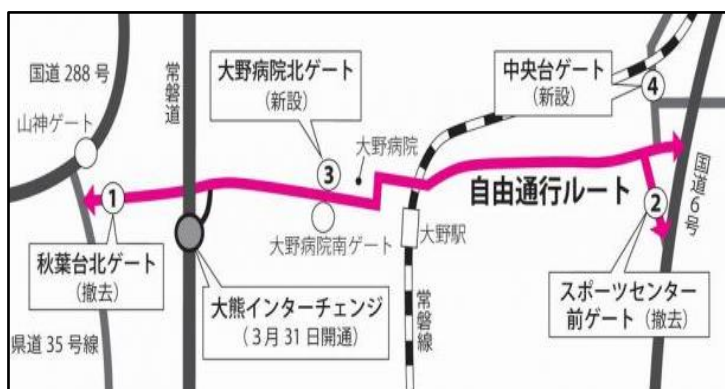 国道288号
山神ゲート
常磐道
大野病院北ゲート
(新設)
③
大野病院
中央台ゲート
(新設)
④
国道6号
①
自由通行ルート
②
大野病院南ゲート
大野駅
秋葉台北ゲート
(撤去)
大熊インターチェンジ
(3月31日開通)
常磐線
スポーツセンター
前ゲート(撤去)
県道35号線